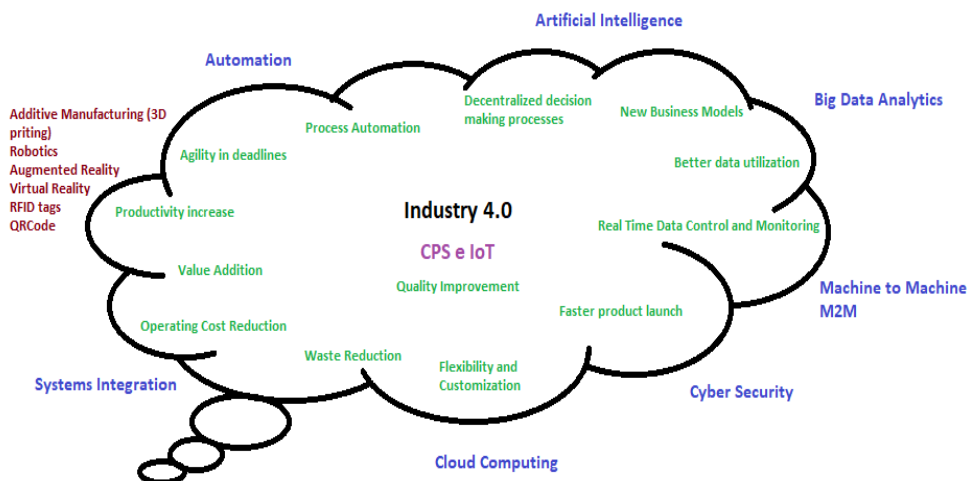 Artificial Intelligence
Automation
Big Data Analytics
Additive Manufacturing (3D
priting)
Robotics
Augmented Reality
Virtual Reality
RFID tags
QRCode
Decentralized decision
making processes
New Business Models
Process Automation
Agility in deadlines
Better data utilization
Productivity increase
Industry 4.0
Real Time Data Control and Monitoring
CPS e IoT
Value Addition
Quality Improvement
Machine to Machine
M2M
Faster product launch
Operating Cost Reduction
Waste Reduction
Flexibility and
Customization
Systems Integration
Cyber Security
Cloud Computing